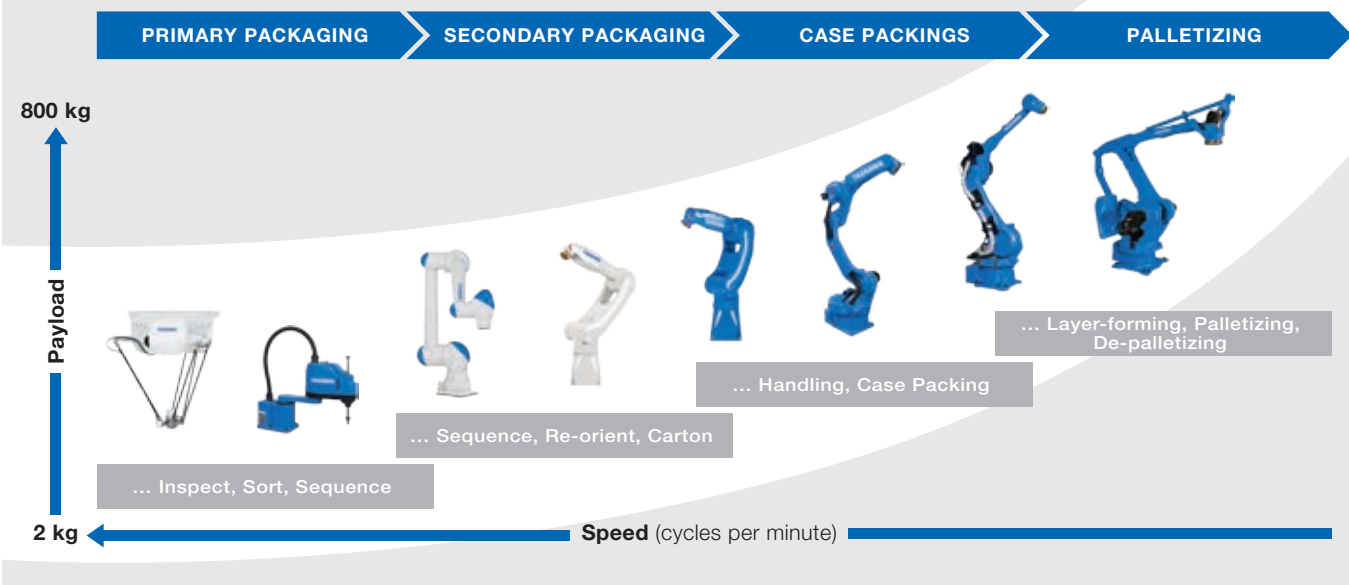 PRIMARY PACKAGING
SECONDARY PACKAGING
CASE PACKINGS
PALLETIZING
800 kg
Payload
2 kg
… Inspect, Sort, Sequence
… Sequence, Re-orient, Carton
… Handling, Case Packing
… Layer-forming, Palletizing,
De-palletizing
Speed (cycles per minute)